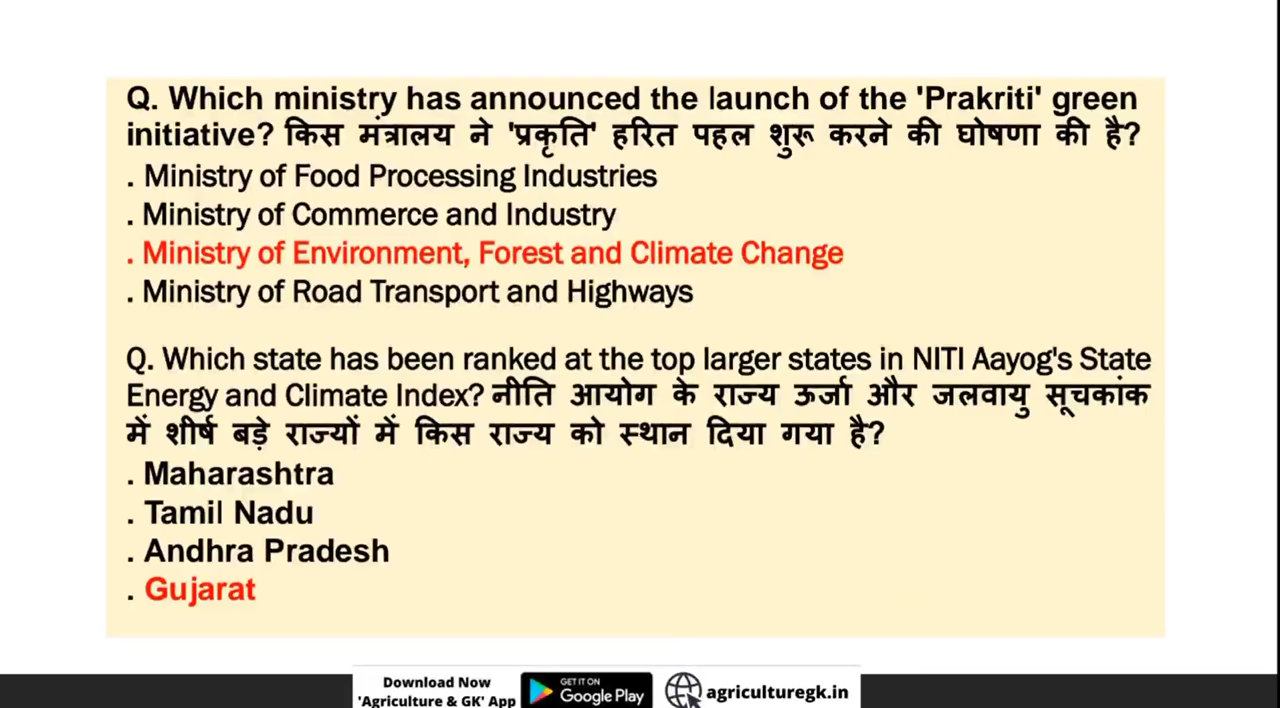 Q. Which ministry has announced the launch of the 'Prakriti' green
initiative? किस मंत्रालय ने 'प्रकृति' हरित पहल शुरू करने की घोषणा की है?
. Ministry of Food Processing Industries
. Ministry of Commerce and Industry
. Ministry of Environment, Forest and Climate Change
. Ministry of Road Transport and Highways
Q. Which state has been ranked at the top larger states in NITI Aayog's State
Energy and Climate Index? नीति आयोग के राज्य ऊर्जा और जलवायु सूचकांक
में शीर्ष बड़े राज्यों में किस राज्य को स्थान दिया गया है?
. Maharashtra
. Tamil Nadu
. Andhra Pradesh
. Gujarat
Download Now
'Agriculture & GK' App
GET IT ON
Google Play
agriculturegk.in